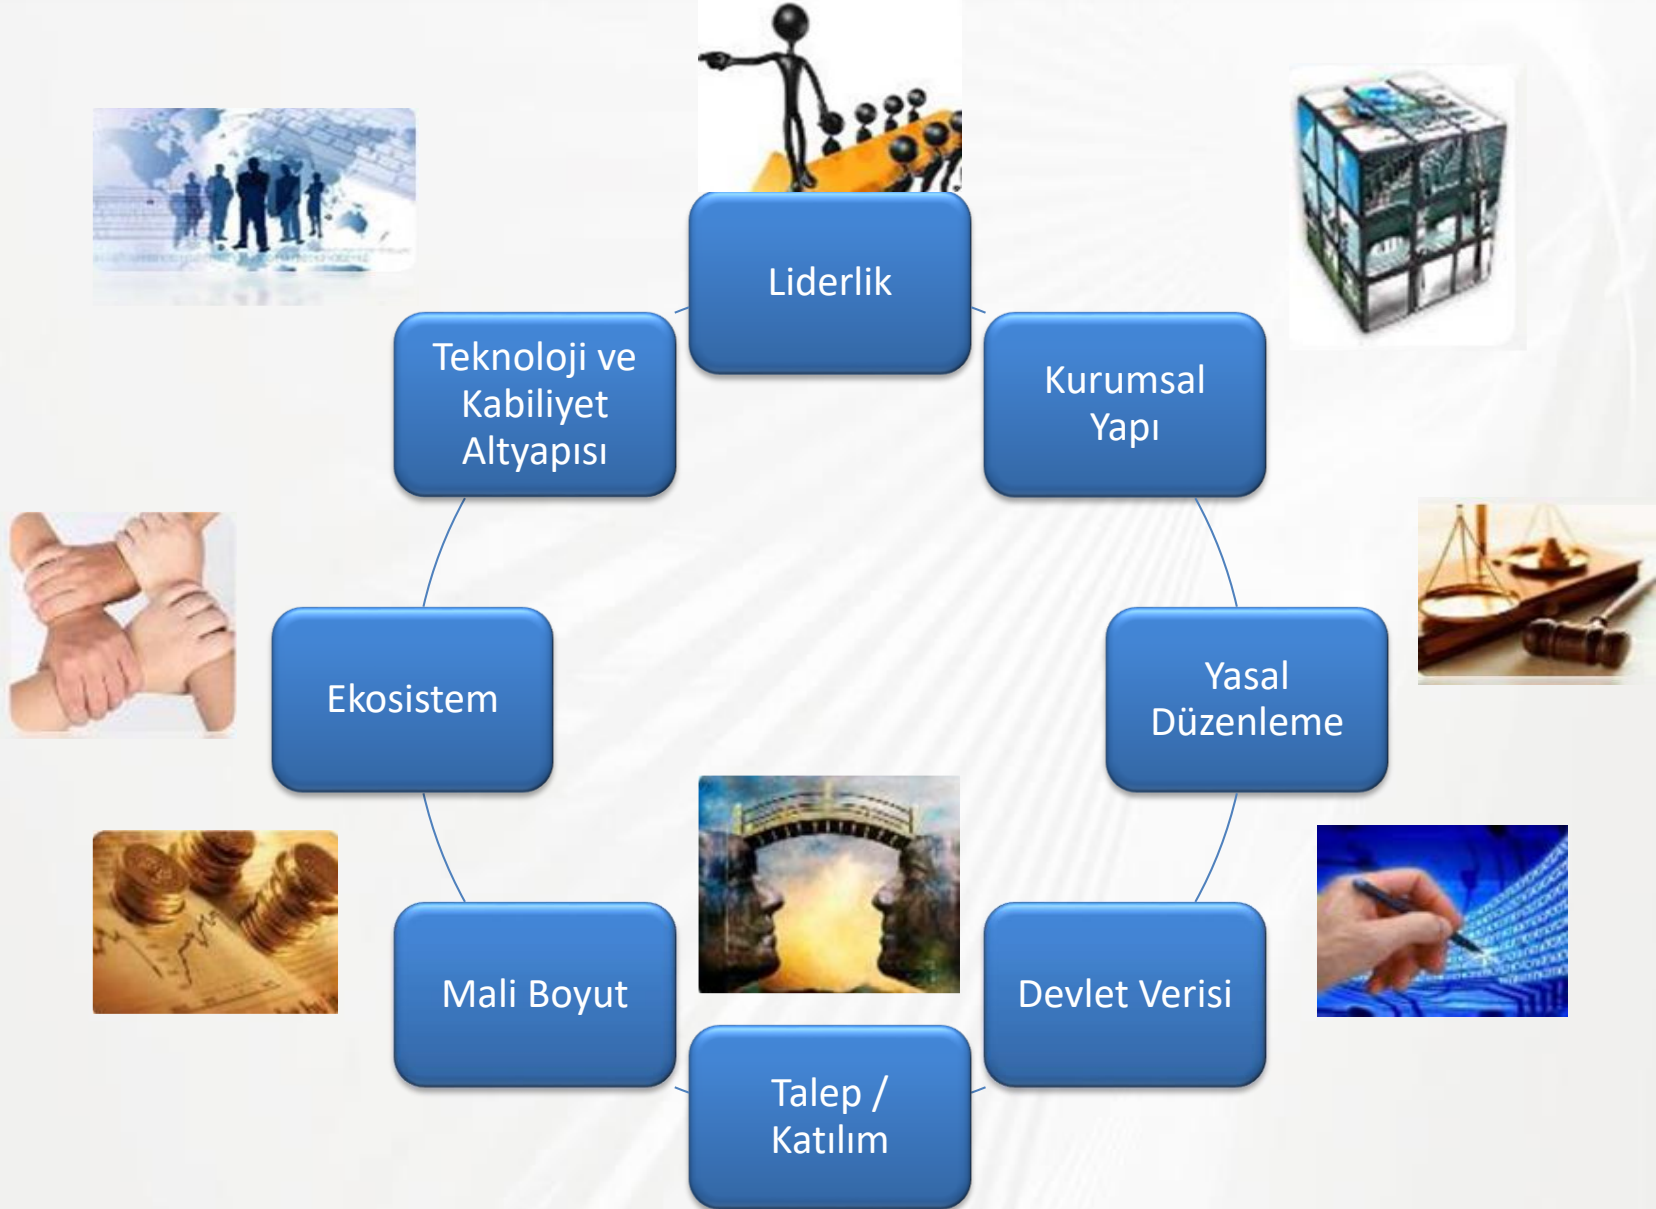 Liderlik
Kurumsal
Yapı
Yasal
Düzenleme
Devlet Verisi
Talep /
Katılım
Mali Boyut
Ekosistem
Teknoloji ve
Kabiliyet
Altyapısı